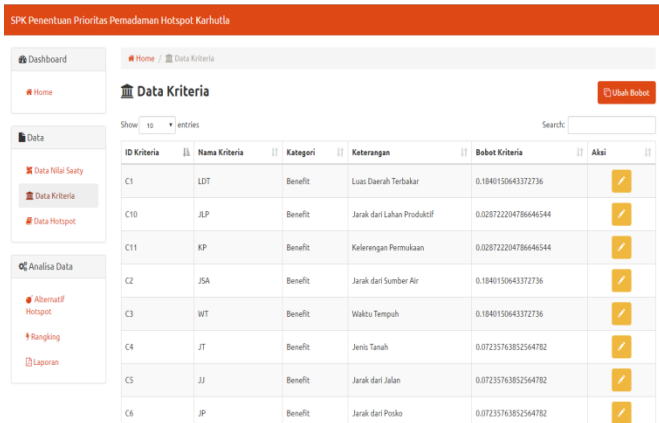 SPK Penentuan Prioritas Pemadaman Hotspot Karhutla
Dashboard
Home
Data
Data Nilai Saaty
Data Kriteria
Data Hotspot
Analisa Data
Alternatif
Hotspot
Rangking
Laporan
Home / Data Kriteria
Data Kriteria
Ubah Bobot
Show 10 entries
Search:
ID Kriteria Nama Kriteria Kategori Keterangan Bobot Kriteria Aksi
C1 LDT Benefit Luas Daerah Terbakar 0.1840150643372736
C10 JLP Benefit Jarak dari Lahan Produktif 0.028722204786646544
C11 KP Benefit Kelerengan Permukaan 0.028722204786646544
C2 JSA Benefit Jarak dari Sumber Air 0.1840150643372736
C3 WT Benefit Waktu Tempuh 0.1840150643372736
C4 JT Benefit Jenis Tanah 0.07235763852564782
C5 JJ Benefit Jarak dari Jalan 0.07235763852564782
C6 JP Benefit Jarak dari Posko 0.07235763852564782